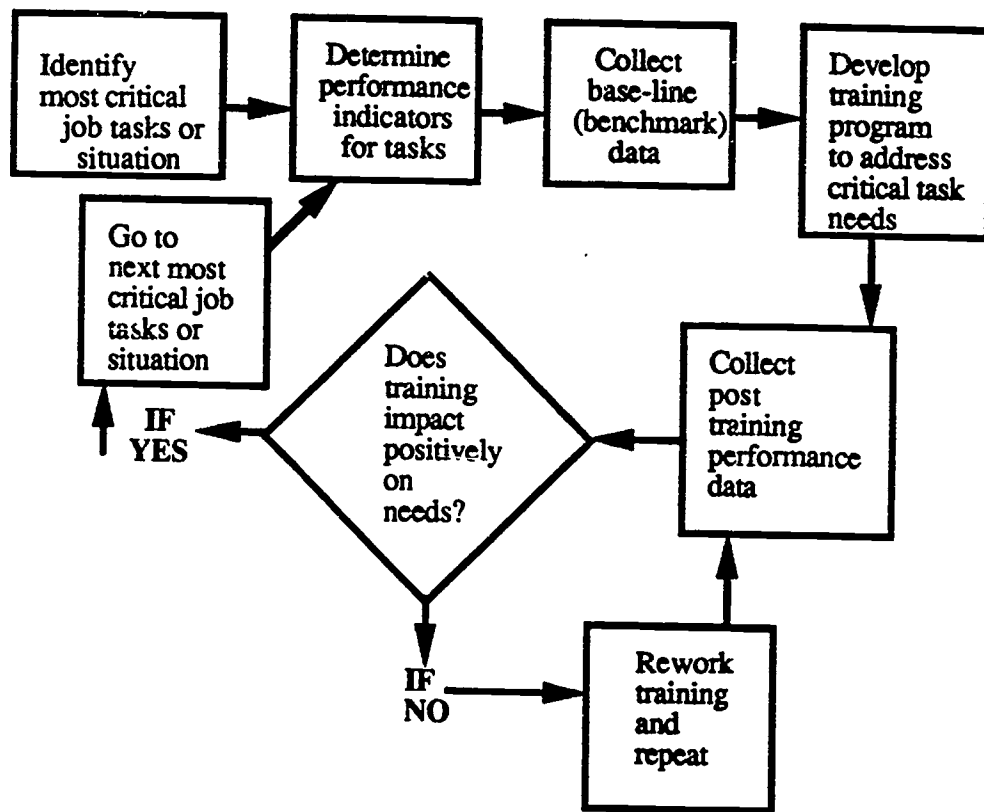 Identify
most critical
job tasks or
situation
Determine
performance
indicators
for tasks
Collect
base-line
(benchmark)
data
Develop
training
program
to address
critical task
needs
Go to
next most
critical job
tasks or
situation
Does
training
impact
positively
on
needs?
Collect
post
training
performance
data
IF
YES
IF
NO
Rework
training
and
repeat